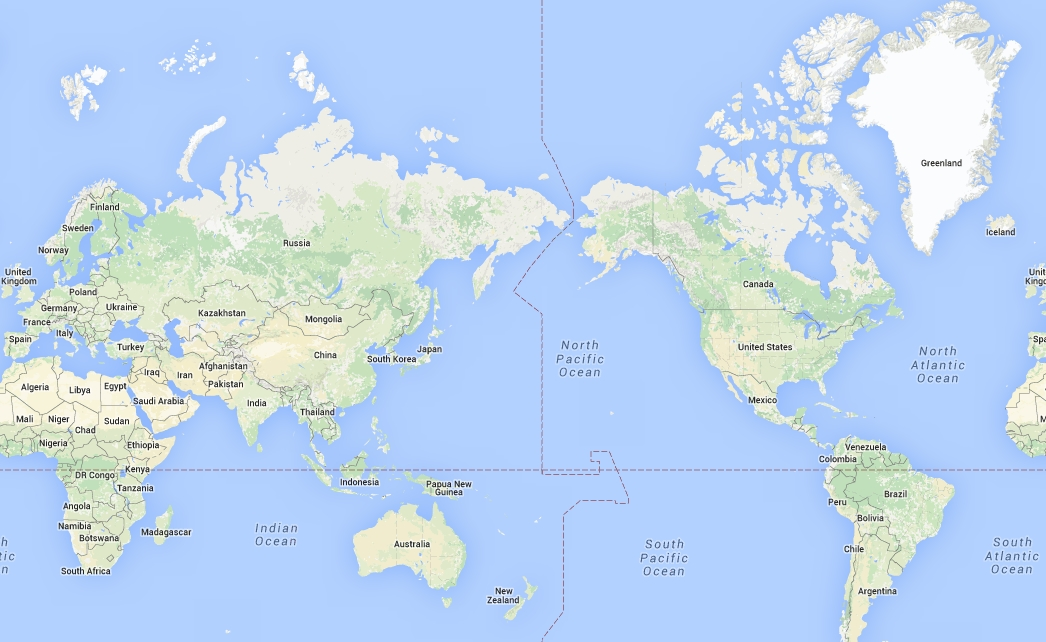 Greenland
Finland
Sweden
Iceland
Norway
Russia
United
Kingdom
Canada
Poland
Germany
Ukraine
Kazakhstan
France
Mongolia
Italy
Spain
Turkey
Japan
North
Pacific
Ocean
United States
North
Atlantic
Ocean
China
South Korea
Afghanistan
Iraq
Iran
Pakistan
Algeria
Libya
Egypt
Saudi Arabia
India
Mexico
Thailand
Mali
Niger
Sudan
Chad
Nigeria
Ethiopia
Venezuela
Colombia
Kenya
DR Congo
Indonesia
Tanzania
Papua New
Guinea
Brazil
Peru
Angola
Bolivia
Namibia
Botswana
Madagascar
Indian
Ocean
Australia
South
Pacific
Ocean
Chile
South
Atlantic
Ocean
South Africa
New
Zealand
Argentina
h
tic
n
Unit
King
Spa
M